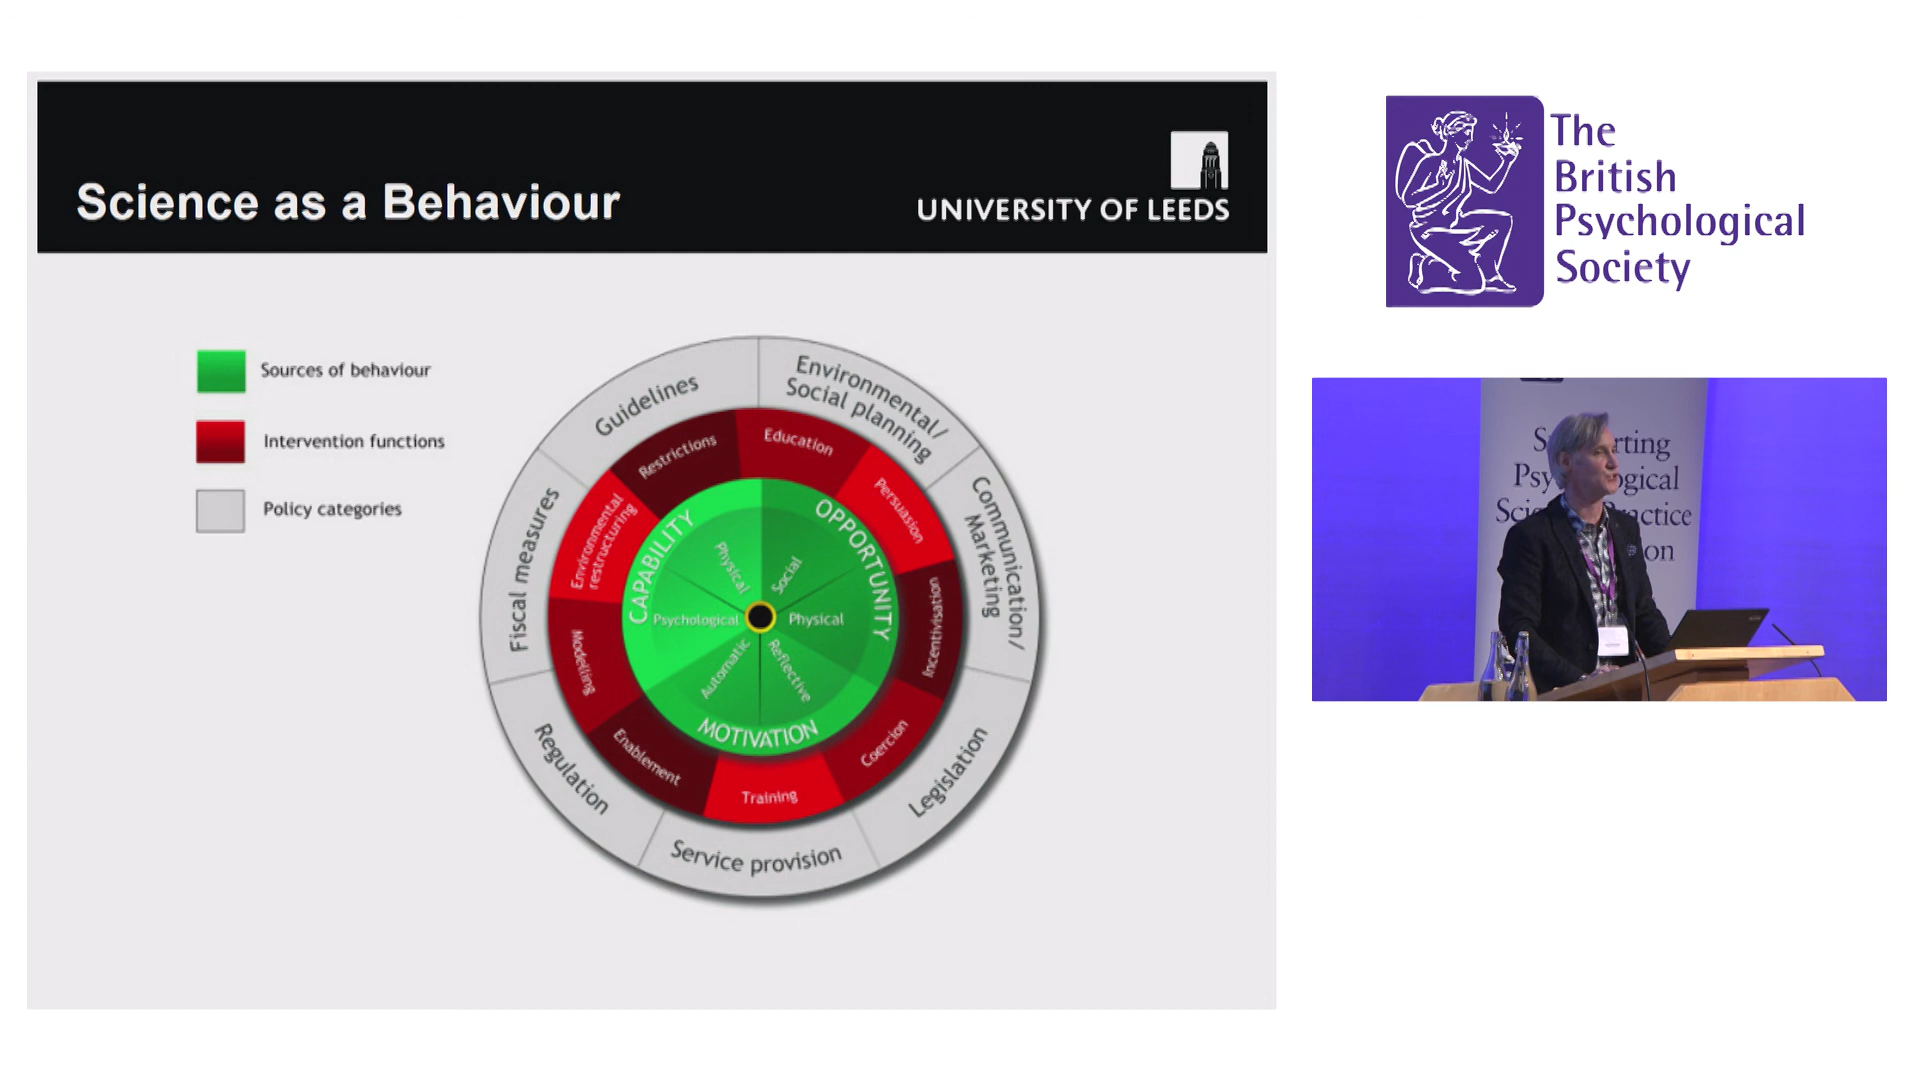 Science as a Behaviour
UNIVERSITY OF LEEDS
The
British
Psychological
Society
Sources of behaviour
Intervention functions
Policy categories
Guidelines
Environmental/
Social planning
Communication/
Marketing
Legislation
Service provision
Regulation
Fiscal measures
Restrictions
Education
Persuasion
Incentivisation
Coercion
Training
Enablement
Modelling
Environmental
restructuring
CAPABILITY
OPPORTUNITY
MOTIVATION
Physical
Social
Psychological
Physical
Automatic
Reflective